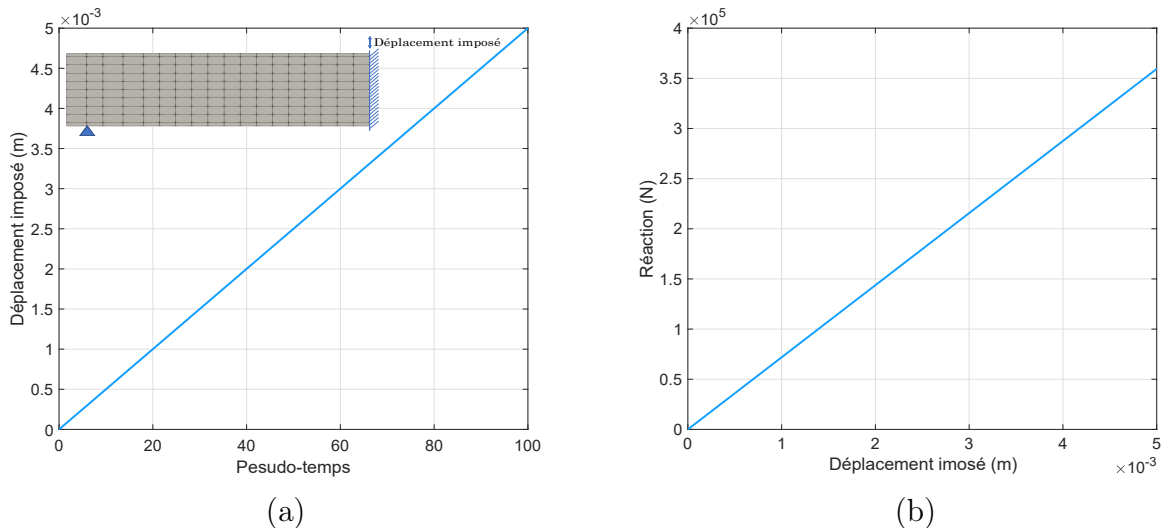 ×10⁻³
5
4.5
4
3.5
3
2.5
2
1.5
1
0.5
0
Déplacement imposé (m)
Déplacement imposé
0 20 40 60 80 100
Pesudo-temps
(a)
×10⁵
4
3.5
3
2.5
2
1.5
1
0.5
0
Réaction (N)
0 1 2 3 4 5
Déplacement imosé (m)
×10⁻³
(b)